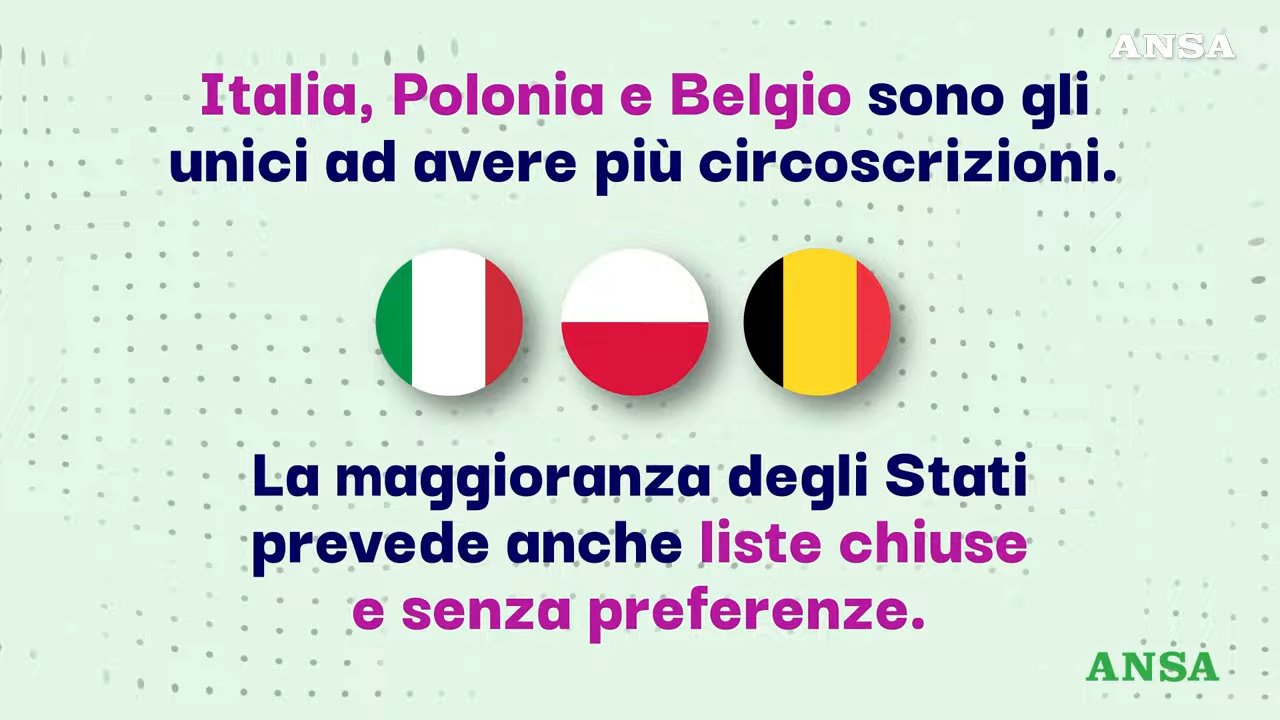 ANSA
Italia, Polonia e Belgio sono gli
unici ad avere più circoscrizioni.
La maggioranza degli Stati
prevede anche liste chiuse
e senza preferenze.
ANSA